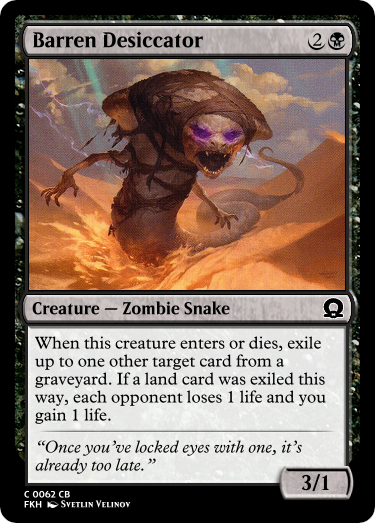 Barren Desiccator 2
Creature — Zombie Snake
When this creature enters or dies, exile
up to one other target card from a
graveyard. If a land card was exiled this
way, each opponent loses 1 life and you
gain 1 life.
“Once you’ve locked eyes with one, it’s
already too late.”
3/1
C 0062 CB
FKH Svetlin Velinov